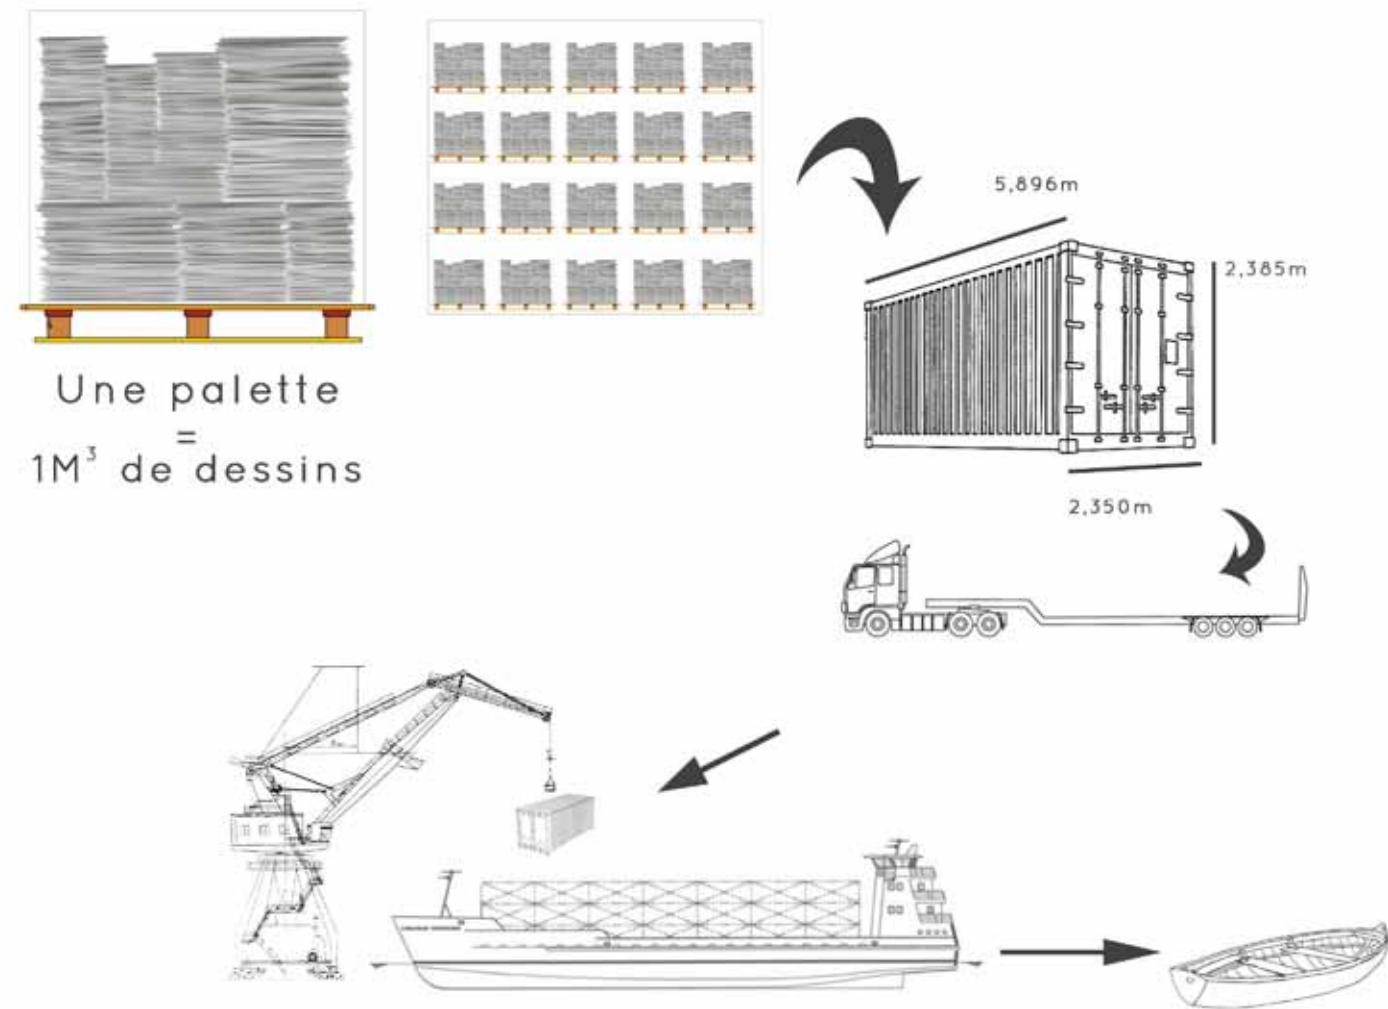 Une palette
=
1M³ de dessins
5,896m
2,385m
2,350m